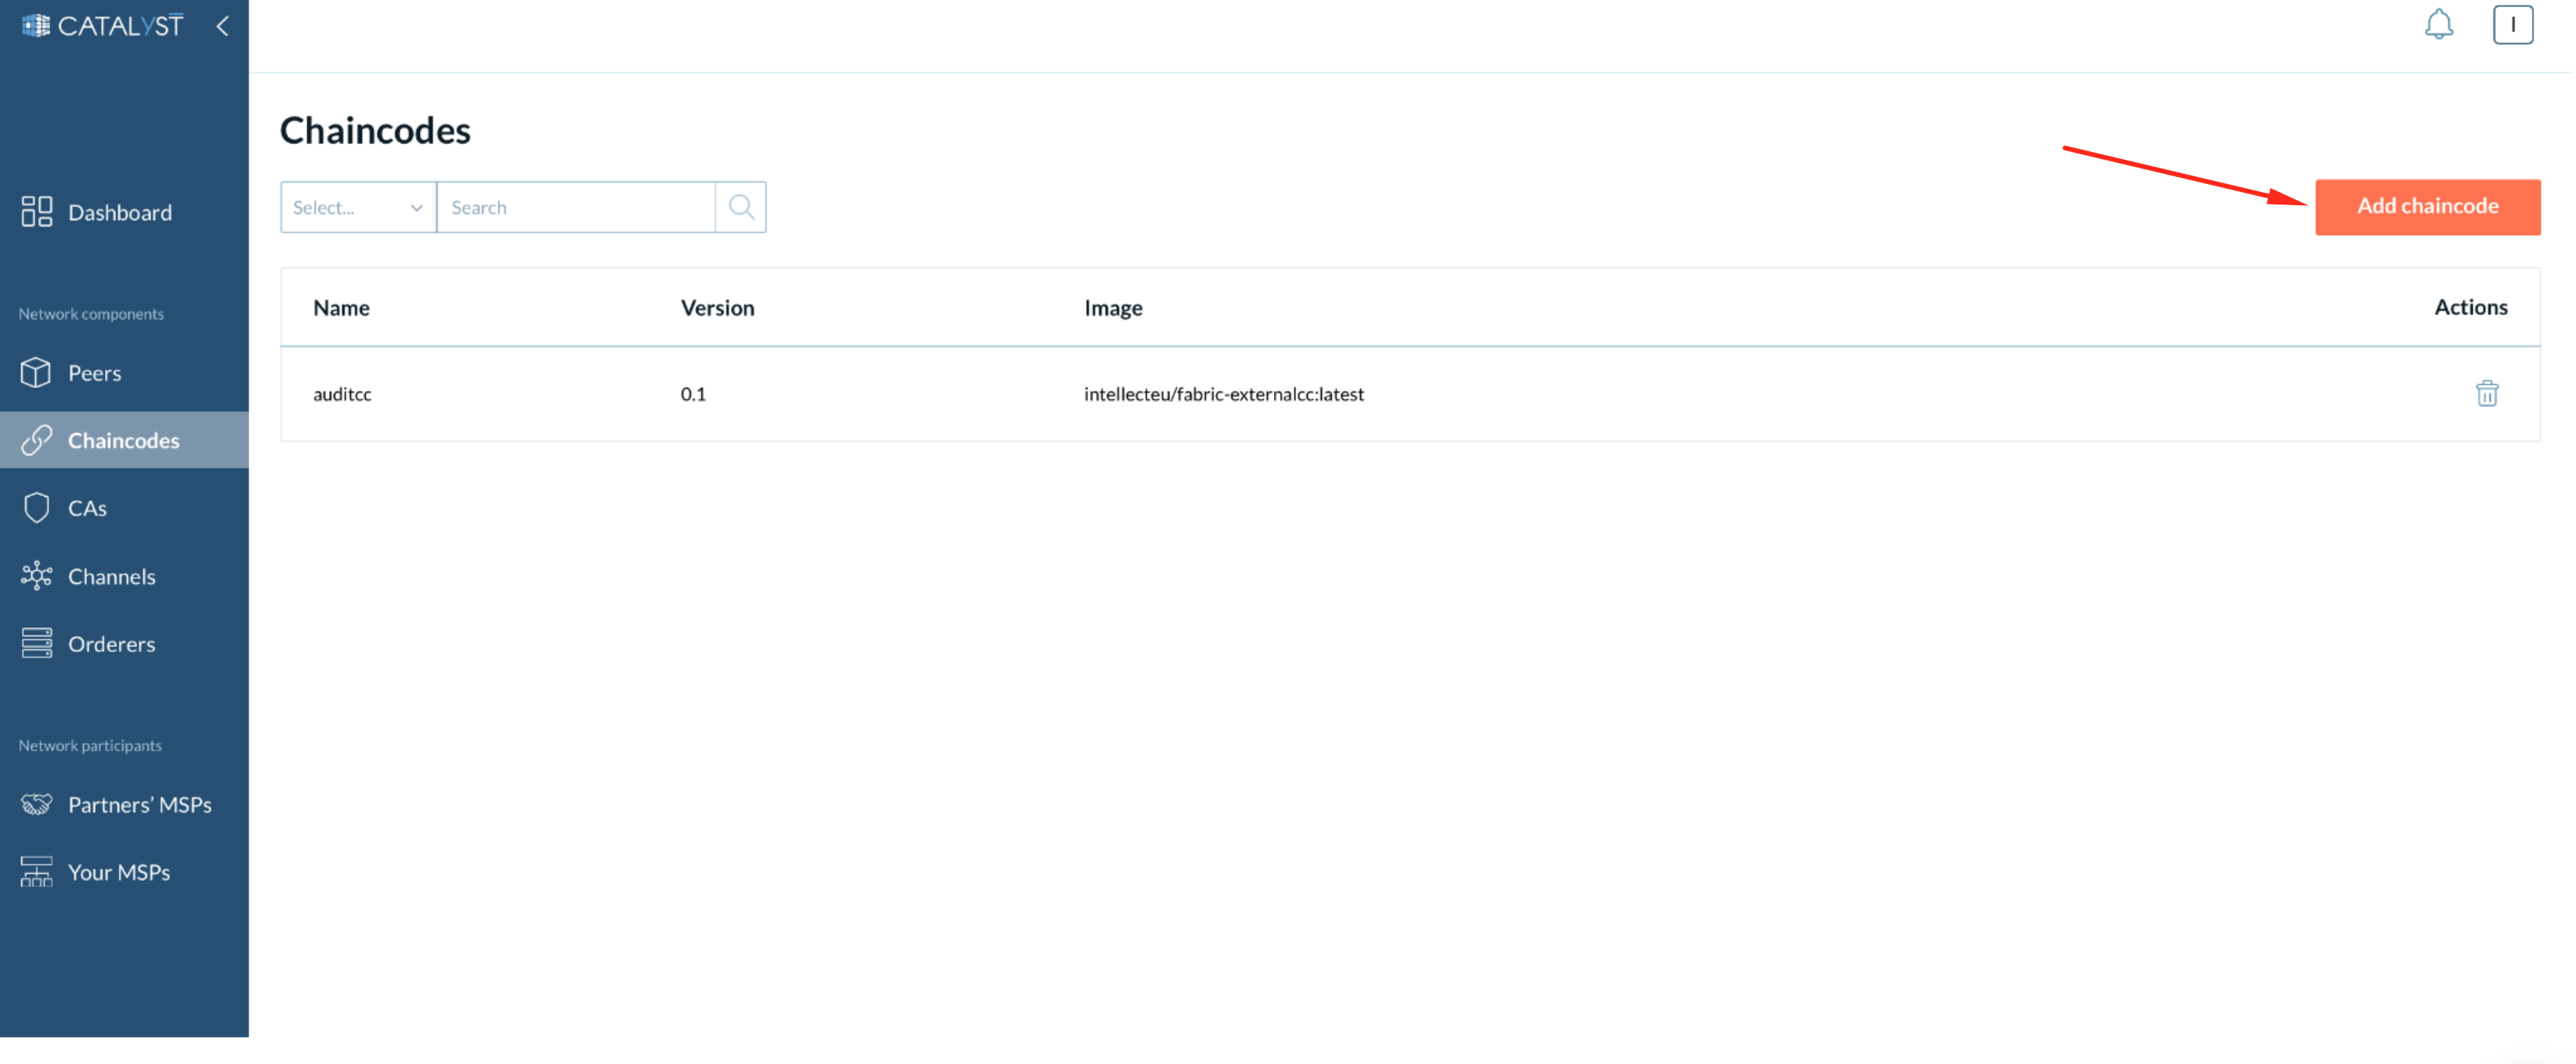 CATALYST
I
Chaincodes
Select...
Search
Add chaincode
Dashboard
Network components
Peers
Chaincodes
CAs
Channels
Orderers
Network participants
Partners’ MSPs
Your MSPs
Name Version Image Actions
auditcc 0.1 intellecteu/fabric-externalcc:latest